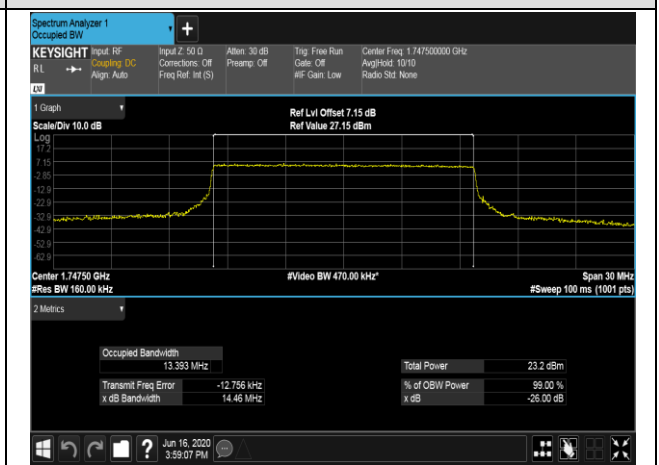 Spectrum Analyzer 1
Occupied BW
+
KEYSIGHT Input: RF Input Z: 50 Ω Atten: 30 dB Trig: Free Run Center Freq: 1.747500000 GHz
RL Coupling: DC Corrections: Off Preamp: Off Gate: Off Avg|Hold: 10/10
Align: Auto Freq Ref: Int (S) #IF Gain: Low Radio Std: None
LXI
1 Graph Ref Lvl Offset 7.15 dB
Scale/Div 10.0 dB Ref Value 27.15 dBm
Log
17.2
7.15
-2.85
-12.9
-22.9
-32.9
-42.9
-52.9
-62.9
Center 1.74750 GHz #Video BW 470.00 kHz* Span 30 MHz
#Res BW 160.00 kHz #Sweep 100 ms (1001 pts)
2 Metrics
Occupied Bandwidth
13.393 MHz Total Power 23.2 dBm
Transmit Freq Error -12.756 kHz % of OBW Power 99.00 %
x dB Bandwidth 14.46 MHz x dB -26.00 dB
? Jun 16, 2020
3:59:07 PM